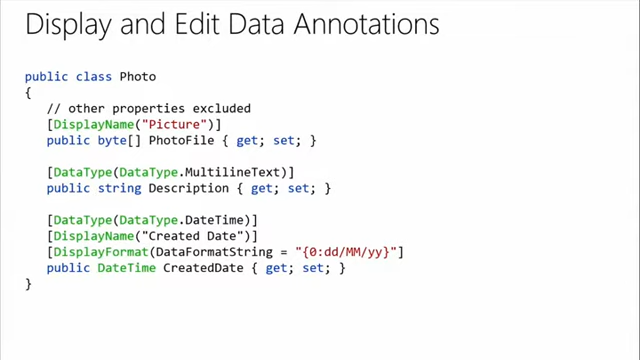 Display and Edit Data Annotations
public class Photo
{
// other properties excluded
[DisplayName("Picture")]
public byte[] PhotoFile { get; set; }
[DataType(DataType.MultilineText)]
public string Description { get; set; }
[DataType(DataType.DateTime)]
[DisplayName("Created Date")]
[DisplayFormat(DataFormatString = "{0:dd/MM/yy}"]
public DateTime CreatedDate { get; set; }
}